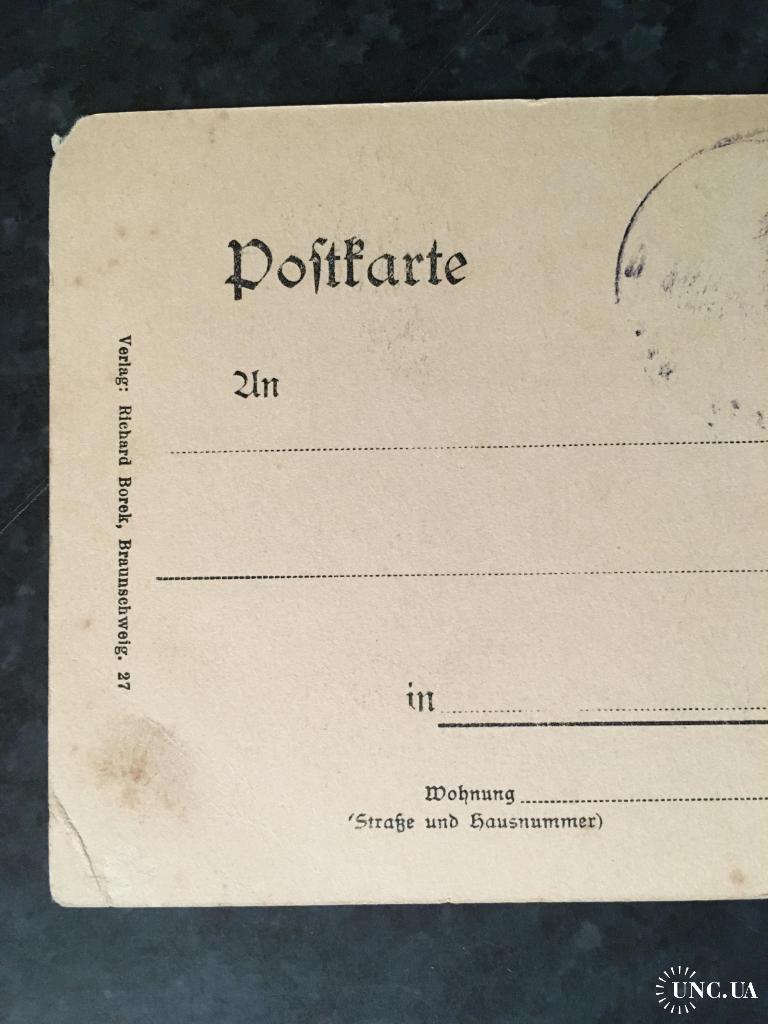 Poſtkarte
An
Verlag: Richard Borek, Braunschweig. 27
in
Wohnung
(Straße und Hausnummer)
UNC.UA